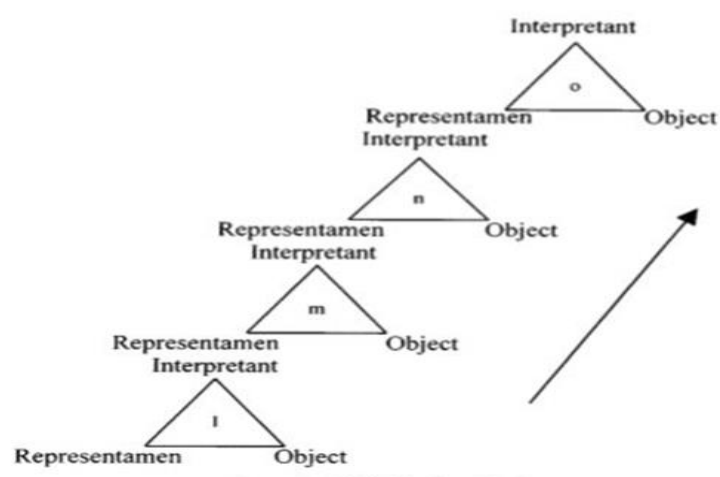 Interpretant
o
Representamen Object
Interpretant
n
Representamen Object
Interpretant
m
Representamen Object
Interpretant
l
Representamen Object